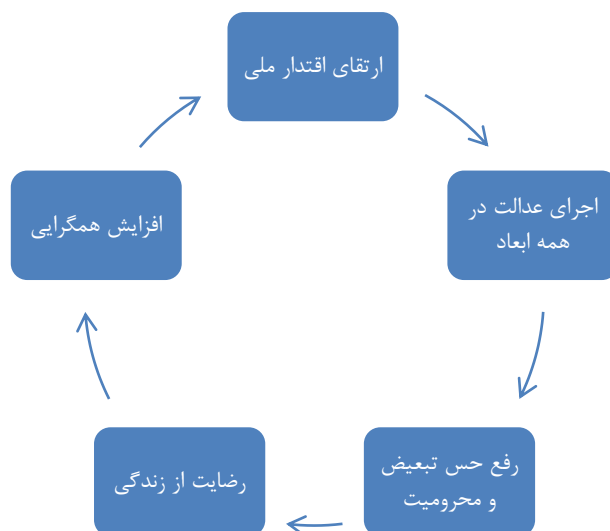 ارتقای اقتدار ملی
اجرای عدالت در
همه ابعاد
رفع حس تبعیض
و محرومیت
رضایت از زندگی
افزایش همگرایی